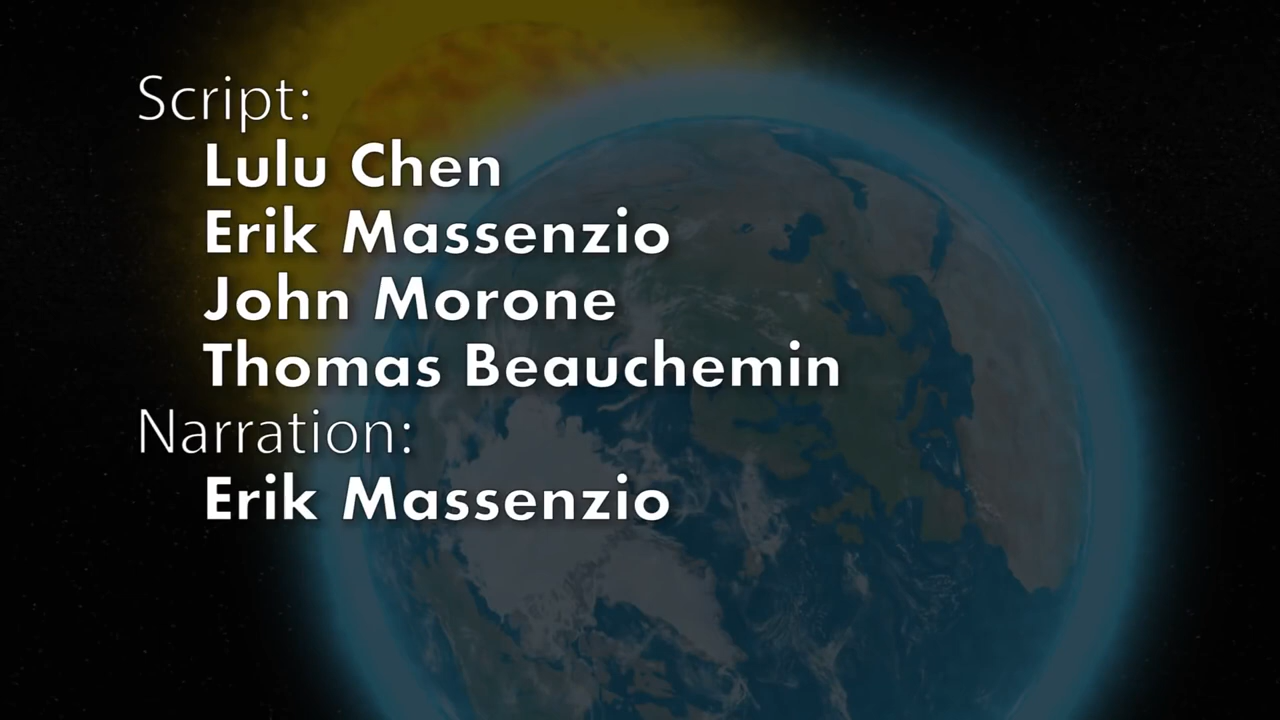 Script:
Lulu Chen
Erik Massenzio
John Morone
Thomas Beauchemin
Narration:
Erik Massenzio